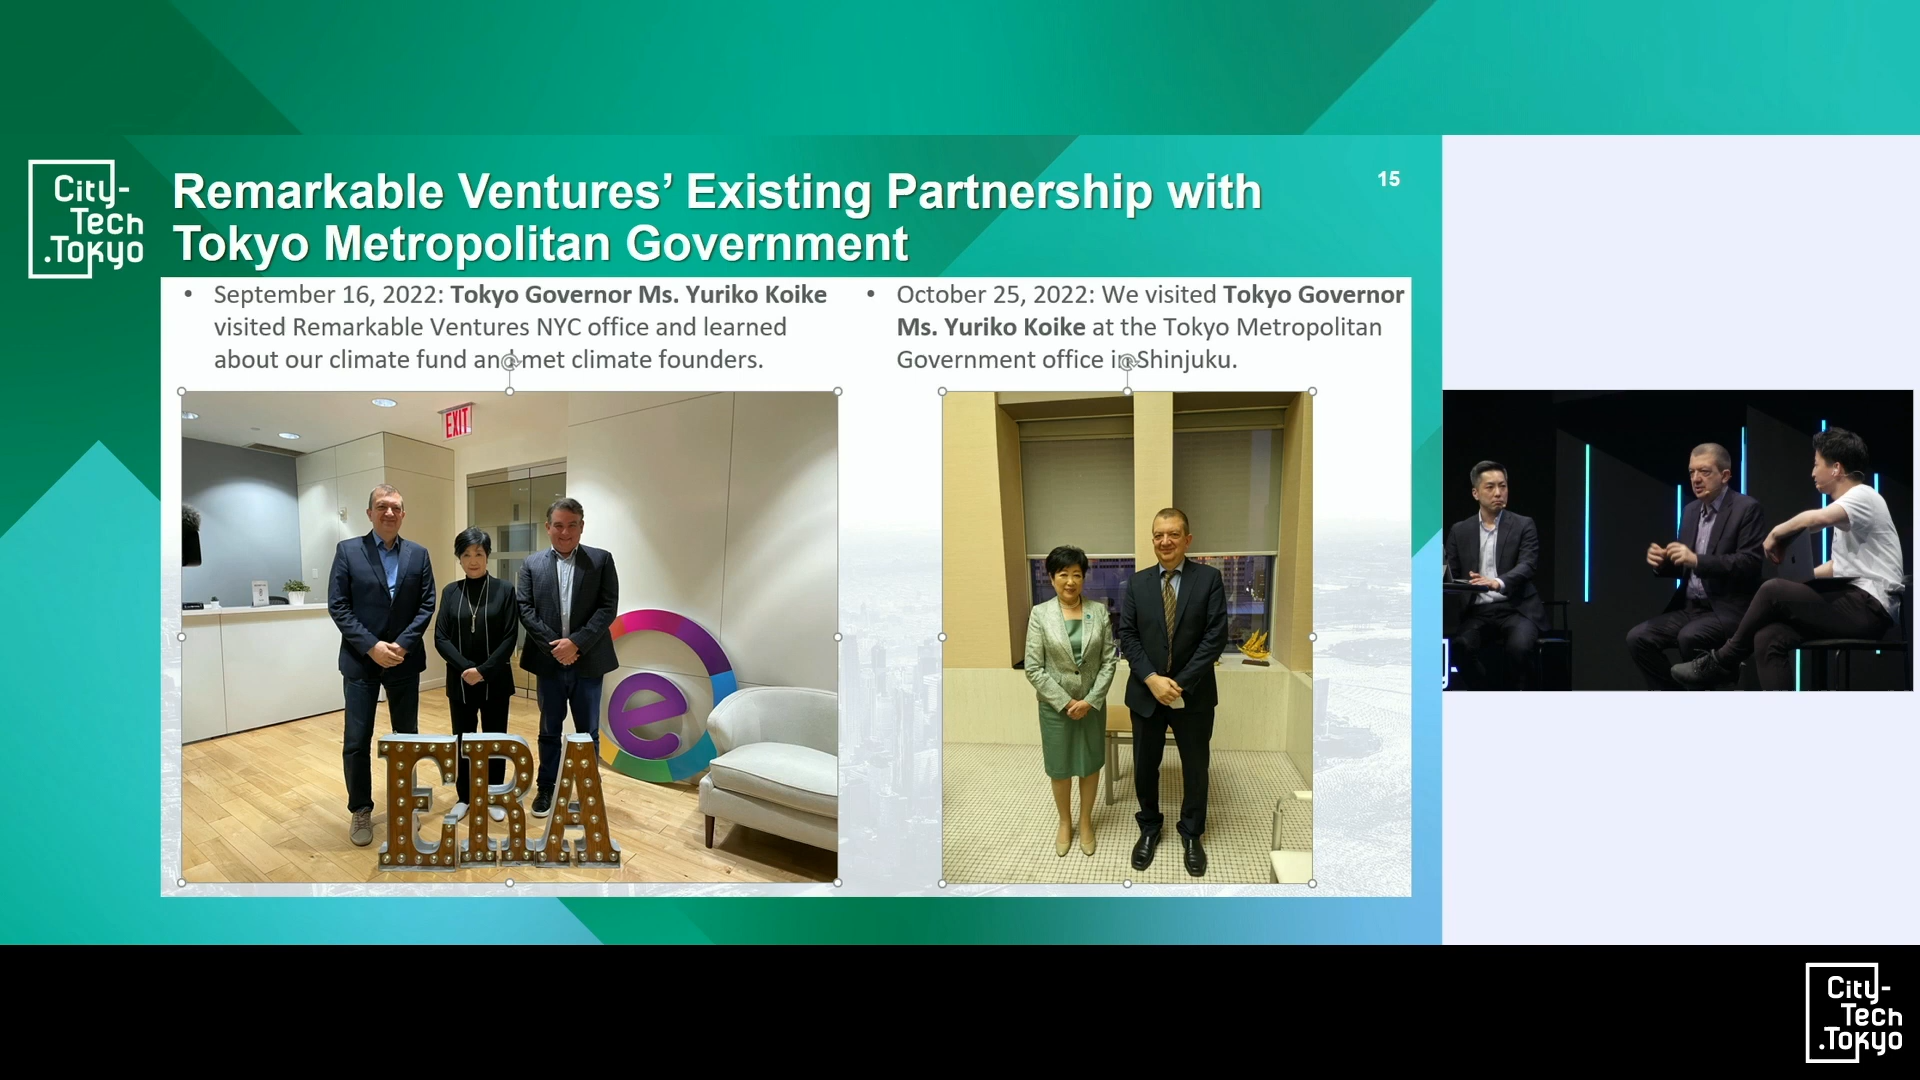 City-
Tech
.Tokyo
Remarkable Ventures’ Existing Partnership with
Tokyo Metropolitan Government
15
• September 16, 2022: Tokyo Governor Ms. Yuriko Koike
visited Remarkable Ventures NYC office and learned
about our climate fund and met climate founders.
• October 25, 2022: We visited Tokyo Governor
Ms. Yuriko Koike at the Tokyo Metropolitan
Government office in Shinjuku.
EXIT
e
ERA
City-
Tech
.Tokyo